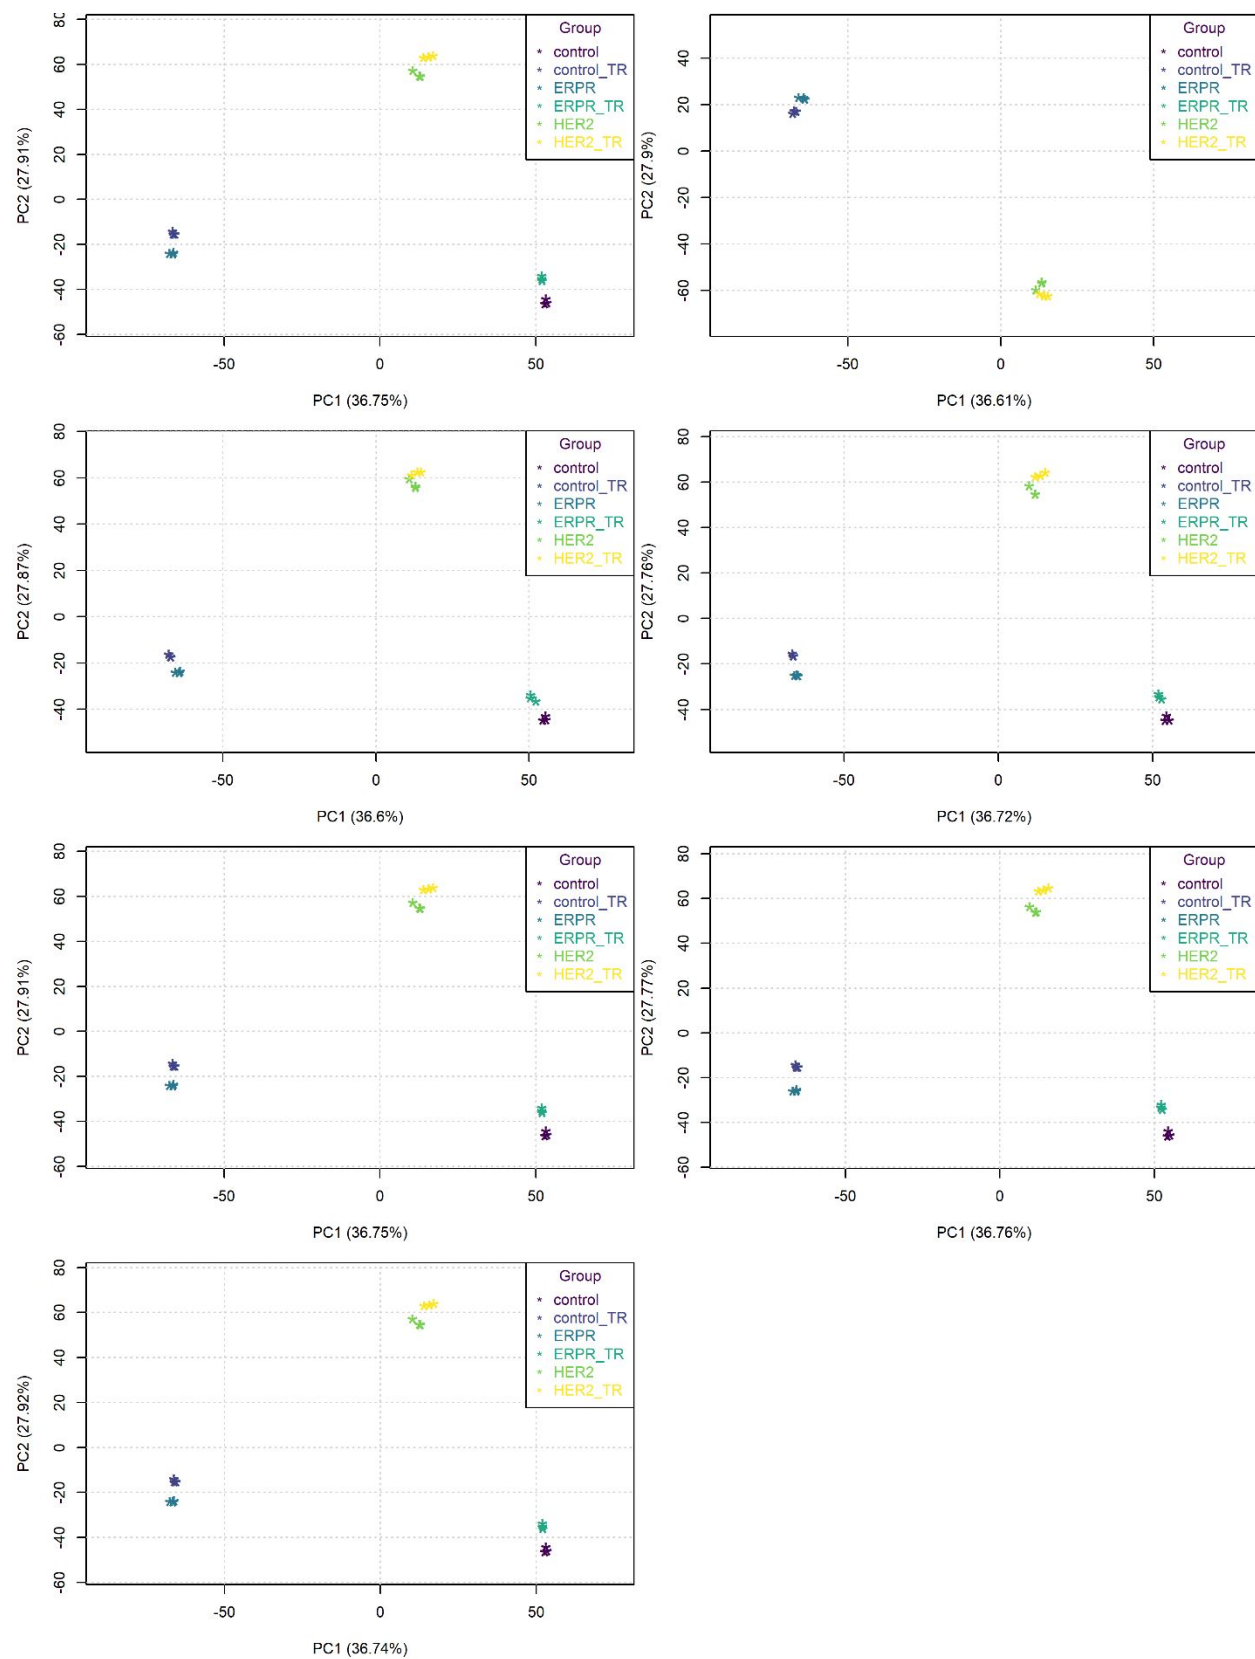 Group
* control
* control_TR
* ERPR
* ERPR_TR
* HER2
* HER2_TR
80
60
40
20
0
-20
-40
-60
PC2 (27.91%)
-50 0 50
PC1 (36.75%)
Group
* control
* control_TR
* ERPR
* ERPR_TR
* HER2
* HER2_TR
40
20
0
-20
-40
-60
PC2 (27.9%)
-50 0 50
PC1 (36.61%)
Group
* control
* control_TR
* ERPR
* ERPR_TR
* HER2
* HER2_TR
80
60
40
20
0
-20
-40
PC2 (27.87%)
-50 0 50
PC1 (36.6%)
Group
* control
* control_TR
* ERPR
* ERPR_TR
* HER2
* HER2_TR
80
60
40
20
0
-20
-40
PC2 (27.76%)
-50 0 50
PC1 (36.72%)
Group
* control
* control_TR
* ERPR
* ERPR_TR
* HER2
* HER2_TR
80
60
40
20
0
-20
-40
-60
PC2 (27.91%)
-50 0 50
PC1 (36.75%)
Group
* control
* control_TR
* ERPR
* ERPR_TR
* HER2
* HER2_TR
80
60
40
20
0
-20
-40
-60
PC2 (27.77%)
-50 0 50
PC1 (36.76%)
Group
* control
* control_TR
* ERPR
* ERPR_TR
* HER2
* HER2_TR
80
60
40
20
0
-20
-40
-60
PC2 (27.92%)
-50 0 50
PC1 (36.74%)